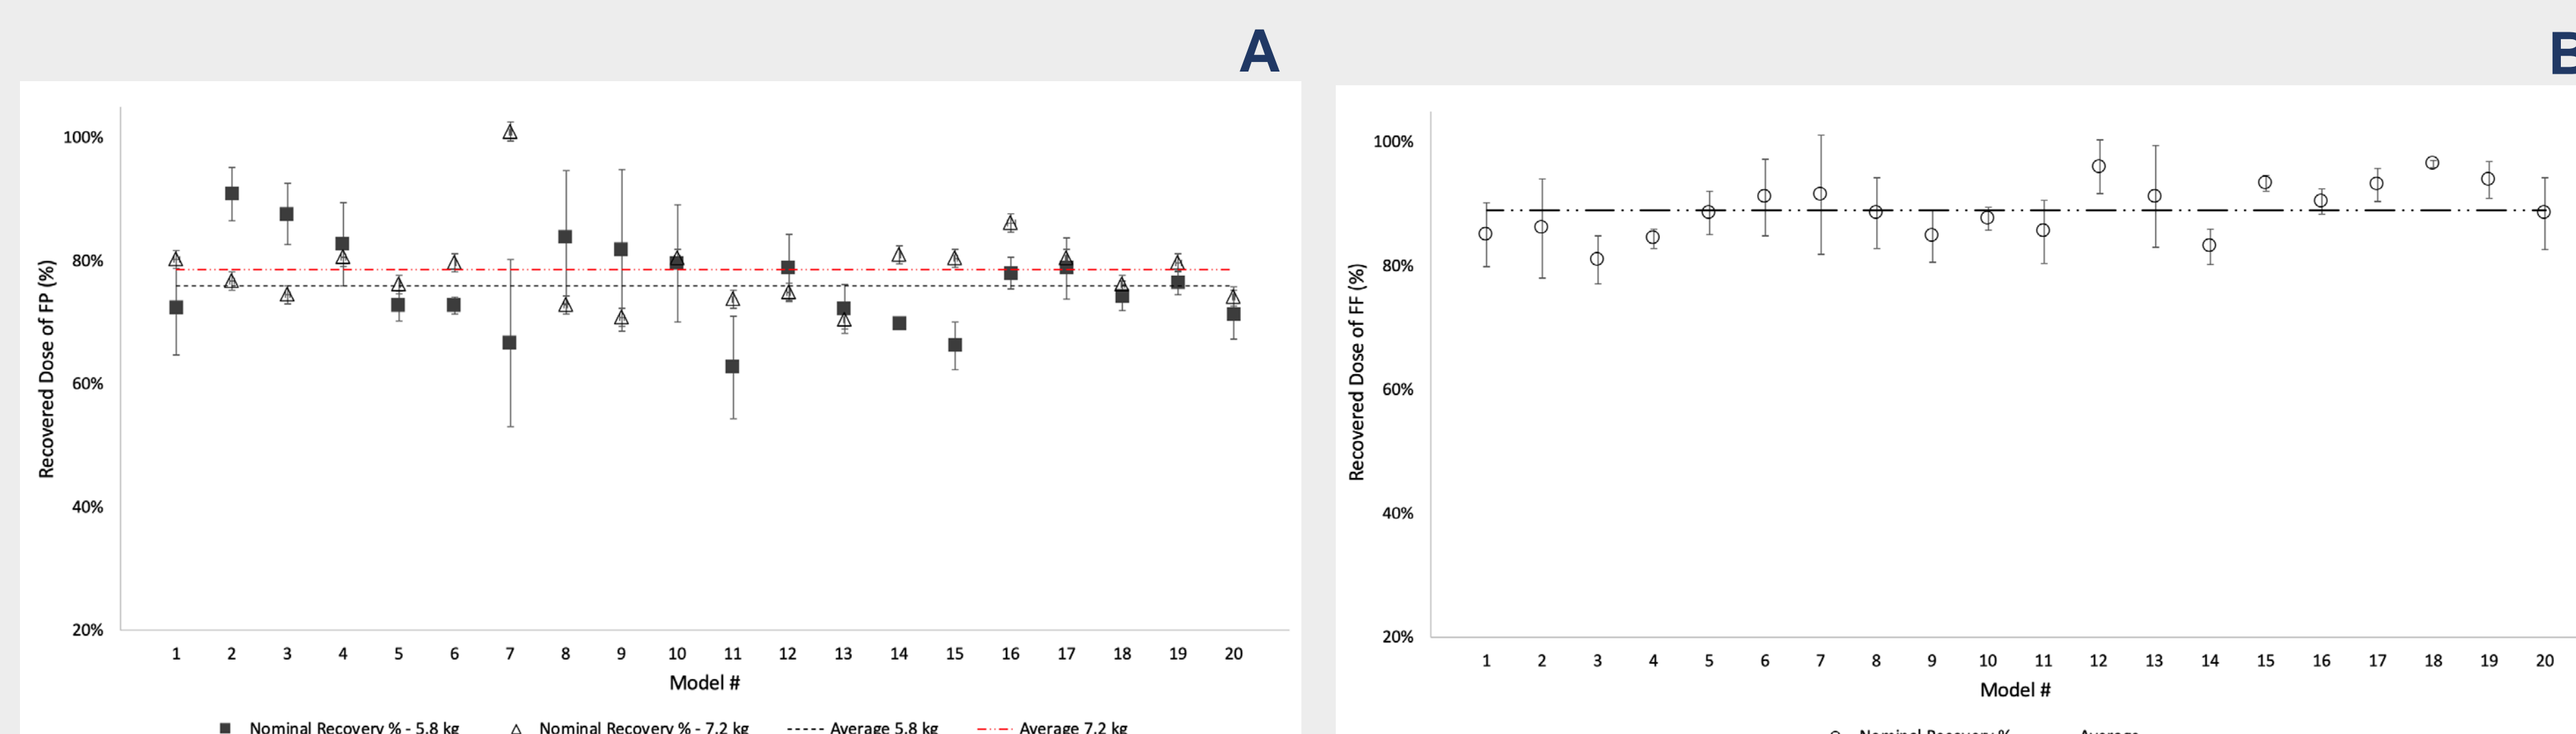 A
B
Recovered Dose of FP (%)
100%
80%
60%
40%
20%
1 2 3 4 5 6 7 8 9 10 11 12 13 14 15 16 17 18 19 20
Model #
Nominal Recovery % - 5.8 kg Nominal Recovery % - 7.2 kg Average 5.8 kg Average 7.2 kg
Recovered Dose of FF (%)
100%
80%
60%
40%
20%
1 2 3 4 5 6 7 8 9 10 11 12 13 14 15 16 17 18 19 20
Model #
Nominal Recovery % Average